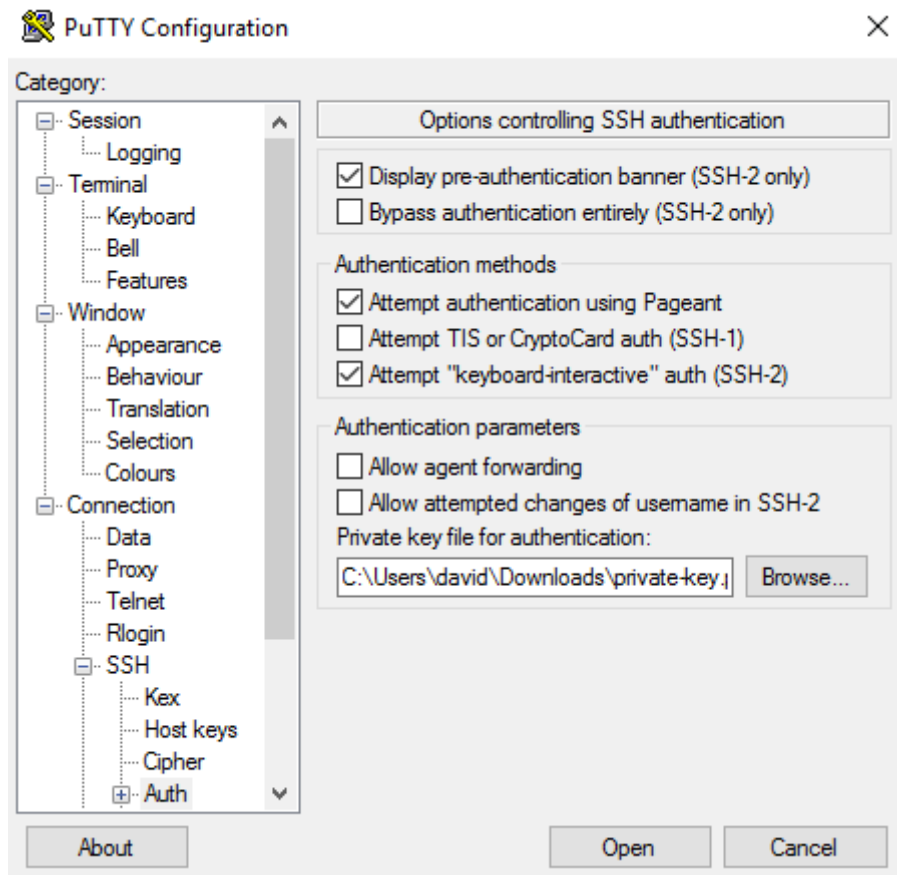 PuTTY Configuration
Category:
Session
Logging
Terminal
Keyboard
Bell
Features
Window
Appearance
Behaviour
Translation
Selection
Colours
Connection
Data
Proxy
Telnet
Rlogin
SSH
Kex
Host keys
Cipher
Auth
Options controlling SSH authentication
Display pre-authentication banner (SSH-2 only)
Bypass authentication entirely (SSH-2 only)
Authentication methods
Attempt authentication using Pageant
Attempt TIS or CryptoCard auth (SSH-1)
Attempt "keyboard-interactive" auth (SSH-2)
Authentication parameters
Allow agent forwarding
Allow attempted changes of username in SSH-2
Private key file for authentication:
C:\Users\david\Downloads\private-key. Browse...
About Open Cancel